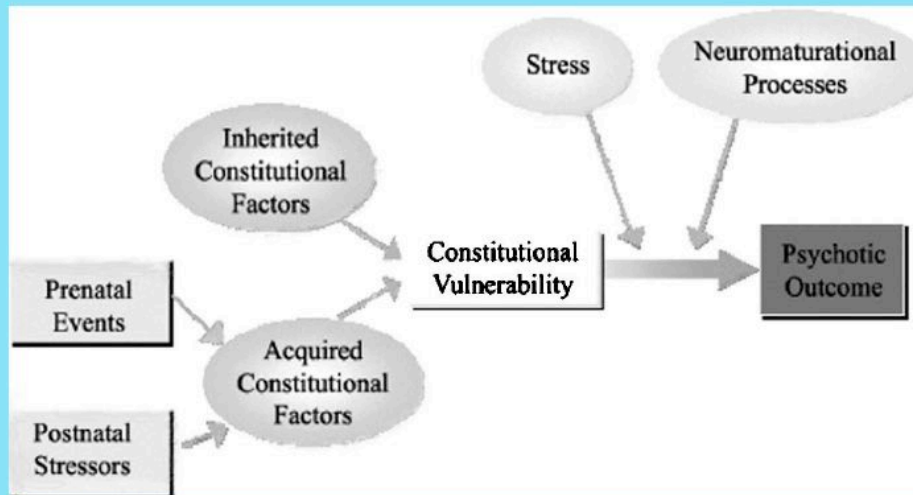 Stress
Neuromaturational
Processes
Inherited
Constitutional
Factors
Constitutional
Vulnerability
Psychotic
Outcome
Prenatal
Events
Acquired
Constitutional
Factors
Postnatal
Stressors